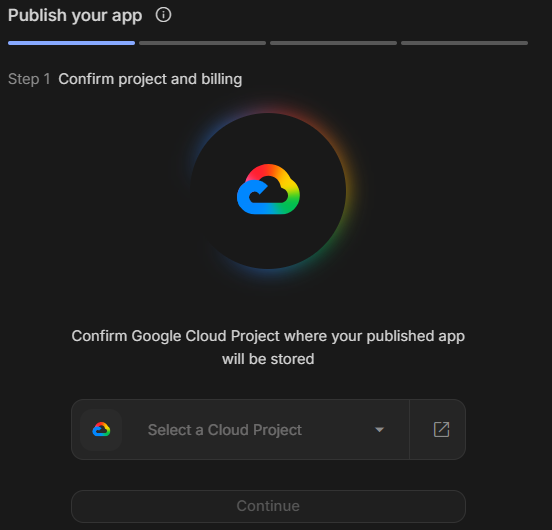 Publish your app
Step 1 Confirm project and billing
Confirm Google Cloud Project where your published app
will be stored
Select a Cloud Project
Continue